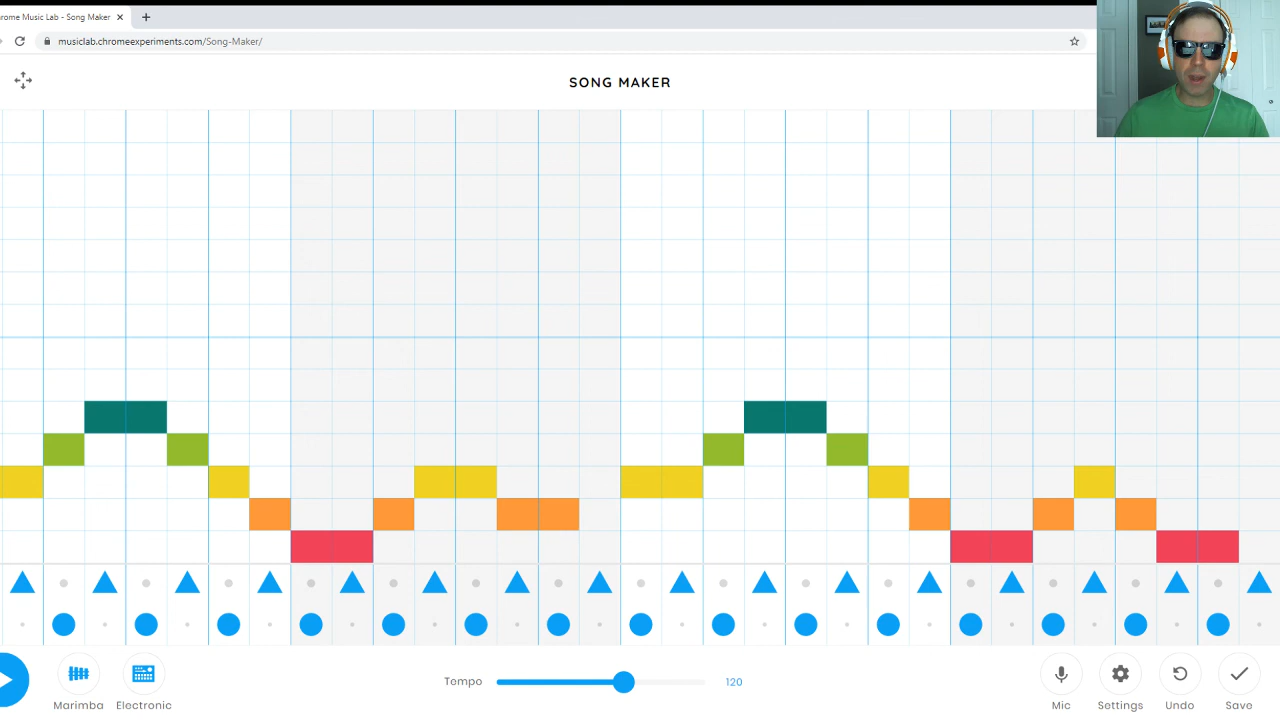 rome Music Lab - Song Maker
musiclab.chromeexperiments.com/Song-Maker/
SONG MAKER
Tempo
120
Marimba
Electronic
Mic
Settings
Undo
Save